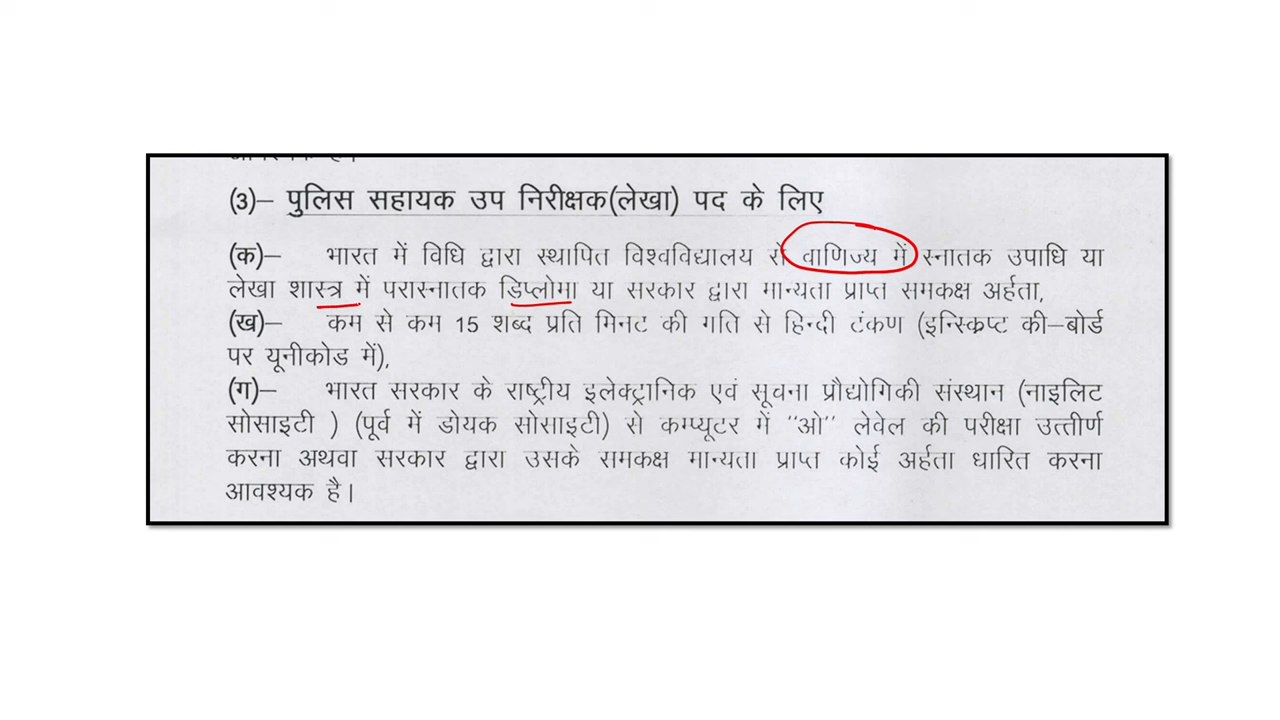 (3)– पुलिस सहायक उप निरीक्षक(लेखा) पद के लिए
(क)– भारत में विधि द्वारा स्थापित विश्वविद्यालय से वाणिज्य में स्नातक उपाधि या
लेखा शास्त्र में परास्नातक डिप्लोमा या सरकार द्वारा मान्यता प्राप्त समकक्ष अर्हता,
(ख)– कम से कम 15 शब्द प्रति मिनट की गति से हिन्दी टंकण (इन्स्क्रिप्ट की–बोर्ड
पर यूनीकोड में),
(ग)– भारत सरकार के राष्ट्रीय इलेक्ट्रानिक एवं सूचना प्रौद्योगिकी संस्थान (नाइलिट
सोसाइटी ) (पूर्व में डोयक सोसाइटी) से कम्प्यूटर में "ओ" लेवेल की परीक्षा उत्तीर्ण
करना अथवा सरकार द्वारा उसके समकक्ष मान्यता प्राप्त कोई अर्हता धारित करना
आवश्यक है।